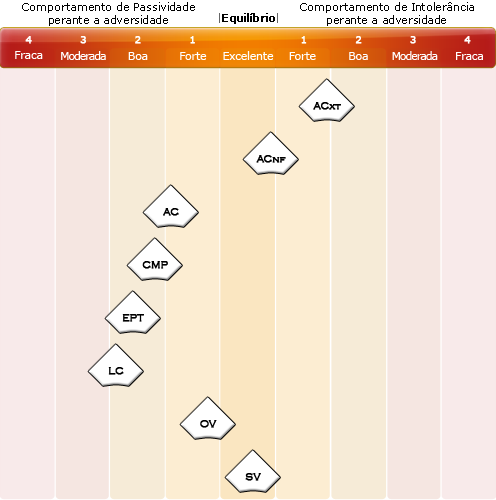 Comportamento de Passividade
perante a adversidade
|Equilíbrio|
Comportamento de Intolerância
perante a adversidade
4 3 2 1 1 2 3 4
Fraca Moderada Boa Forte Excelente Forte Boa Moderada Fraca
ACXT
ACNF
AC
CMP
EPT
LC
OV
SV